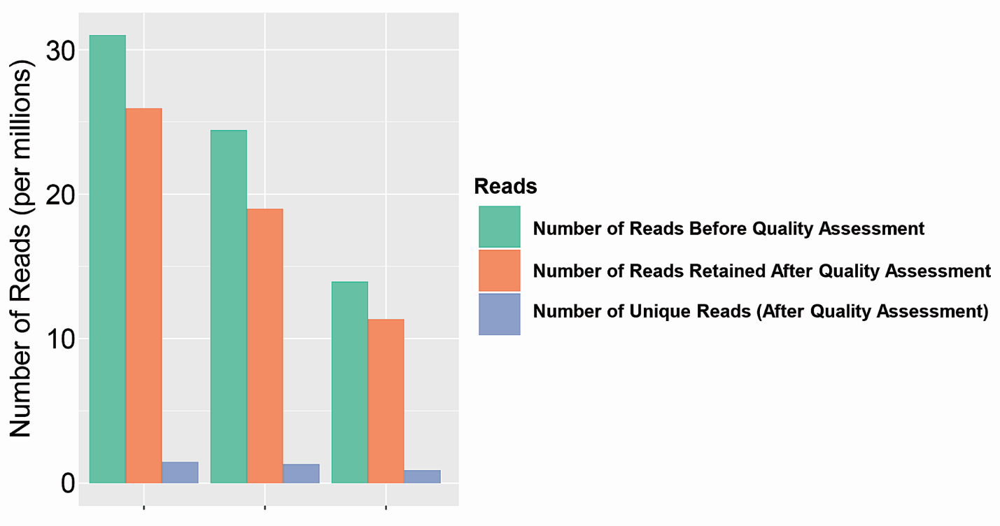 Number of Reads (per millions)
30
20
10
0
Reads
Number of Reads Before Quality Assessment
Number of Reads Retained After Quality Assessment
Number of Unique Reads (After Quality Assessment)